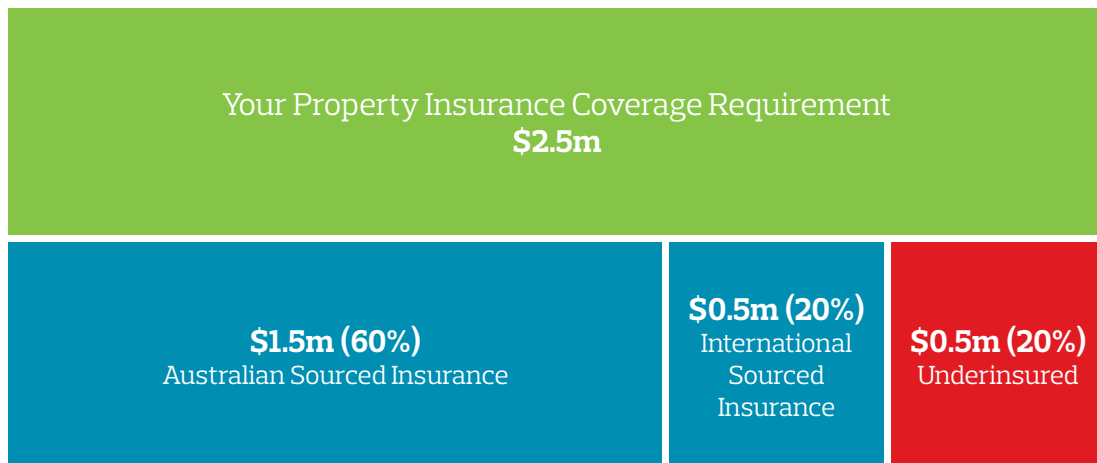 Your Property Insurance Coverage Requirement
$2.5m
$1.5m (60%)
Australian Sourced Insurance
$0.5m (20%)
International
Sourced
Insurance
$0.5m (20%)
Underinsured